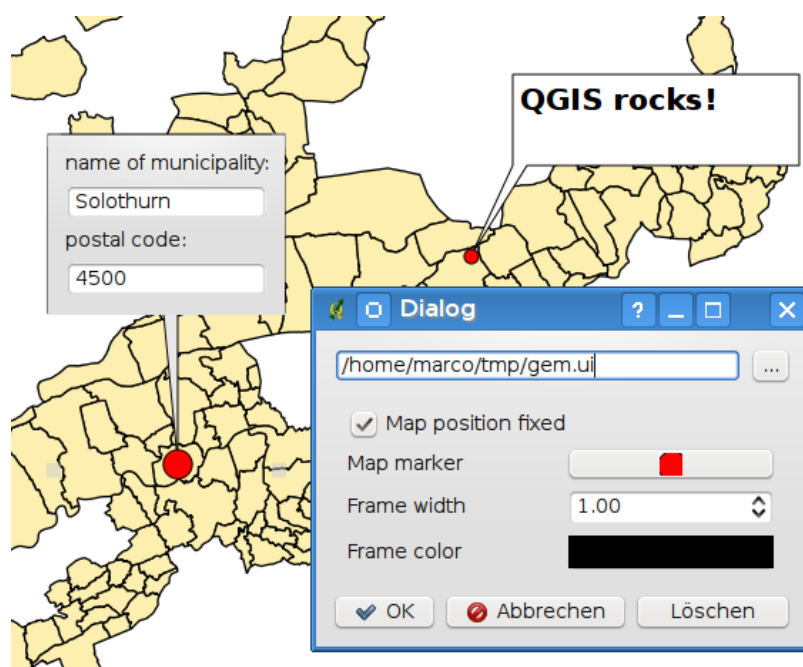 QGIS rocks!
name of municipality:
Solothurn
postal code:
4500
Dialog
?
/home/marco/tmp/gem.ui
...
Map position fixed
Map marker
Frame width
1.00
Frame color
OK
Abbrechen
Löschen